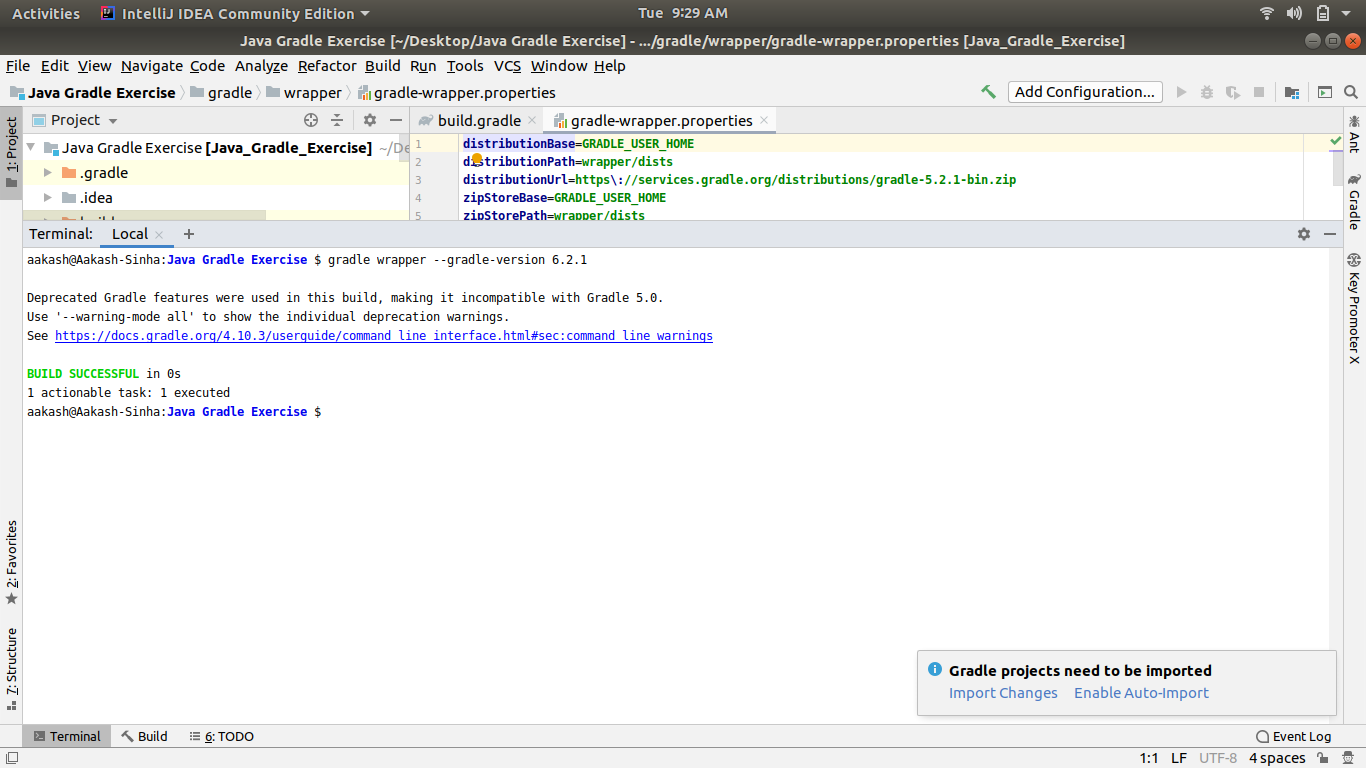 Activities IntelliJ IDEA Community Edition Tue 9:29 AM
Java Gradle Exercise [~/Desktop/Java Gradle Exercise] - .../gradle/wrapper/gradle-wrapper.properties [Java_Gradle_Exercise]
File Edit View Navigate Code Analyze Refactor Build Run Tools VCS Window Help
Java Gradle Exercise gradle wrapper gradle-wrapper.properties Add Configuration...
1: Project
Project
build.gradle
gradle-wrapper.properties
Java Gradle Exercise [Java_Gradle_Exercise] ~/De
.gradle
.idea
1 distributionBase=GRADLE_USER_HOME
2 distributionPath=wrapper/dists
3 distributionUrl=https\://services.gradle.org/distributions/gradle-5.2.1-bin.zip
4 zipStoreBase=GRADLE_USER_HOME
5 zipStorePath=wrapper/dists
Ant
Gradle
Key Promoter X
Terminal: Local +
aakash@Aakash-Sinha:Java Gradle Exercise $ gradle wrapper --gradle-version 6.2.1
Deprecated Gradle features were used in this build, making it incompatible with Gradle 5.0.
Use '--warning-mode all' to show the individual deprecation warnings.
See https://docs.gradle.org/4.10.3/userguide/command_line_interface.html#sec:command_line_warnings
BUILD SUCCESSFUL in 0s
1 actionable task: 1 executed
aakash@Aakash-Sinha:Java Gradle Exercise $
2: Favorites
7: Structure
Gradle projects need to be imported
Import Changes Enable Auto-Import
Terminal Build 6: TODO Event Log
1:1 LF UTF-8 4 spaces